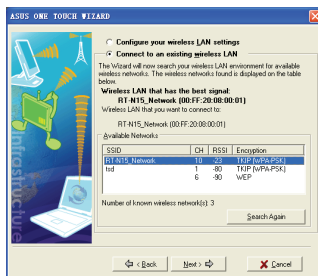 ASUS ONE TOUCH WIZARD
Configure your wireless LAN settings
Connect to an existing wireless LAN
The Wizard will now search your wireless LAN environment for available
wireless networks. The wireless networks found is displayed on the table
below.
Wireless LAN that has the best signal:
RT-N15_Network (00:FF:20:08:00:01)
Wireless LAN that you want to connect to:
RT-N15_Network (00:FF:20:08:00:01)
Available Networks
SSID CH RSSI Encryption
RT-N15_Network 10 -23 TKIP (WPA-PSK)
tsd 1 -80 TKIP (WPA-PSK)
6 -90 WEP
Number of known wireless network(s): 3
Search Again
Infrastructure
< Back Next > Cancel